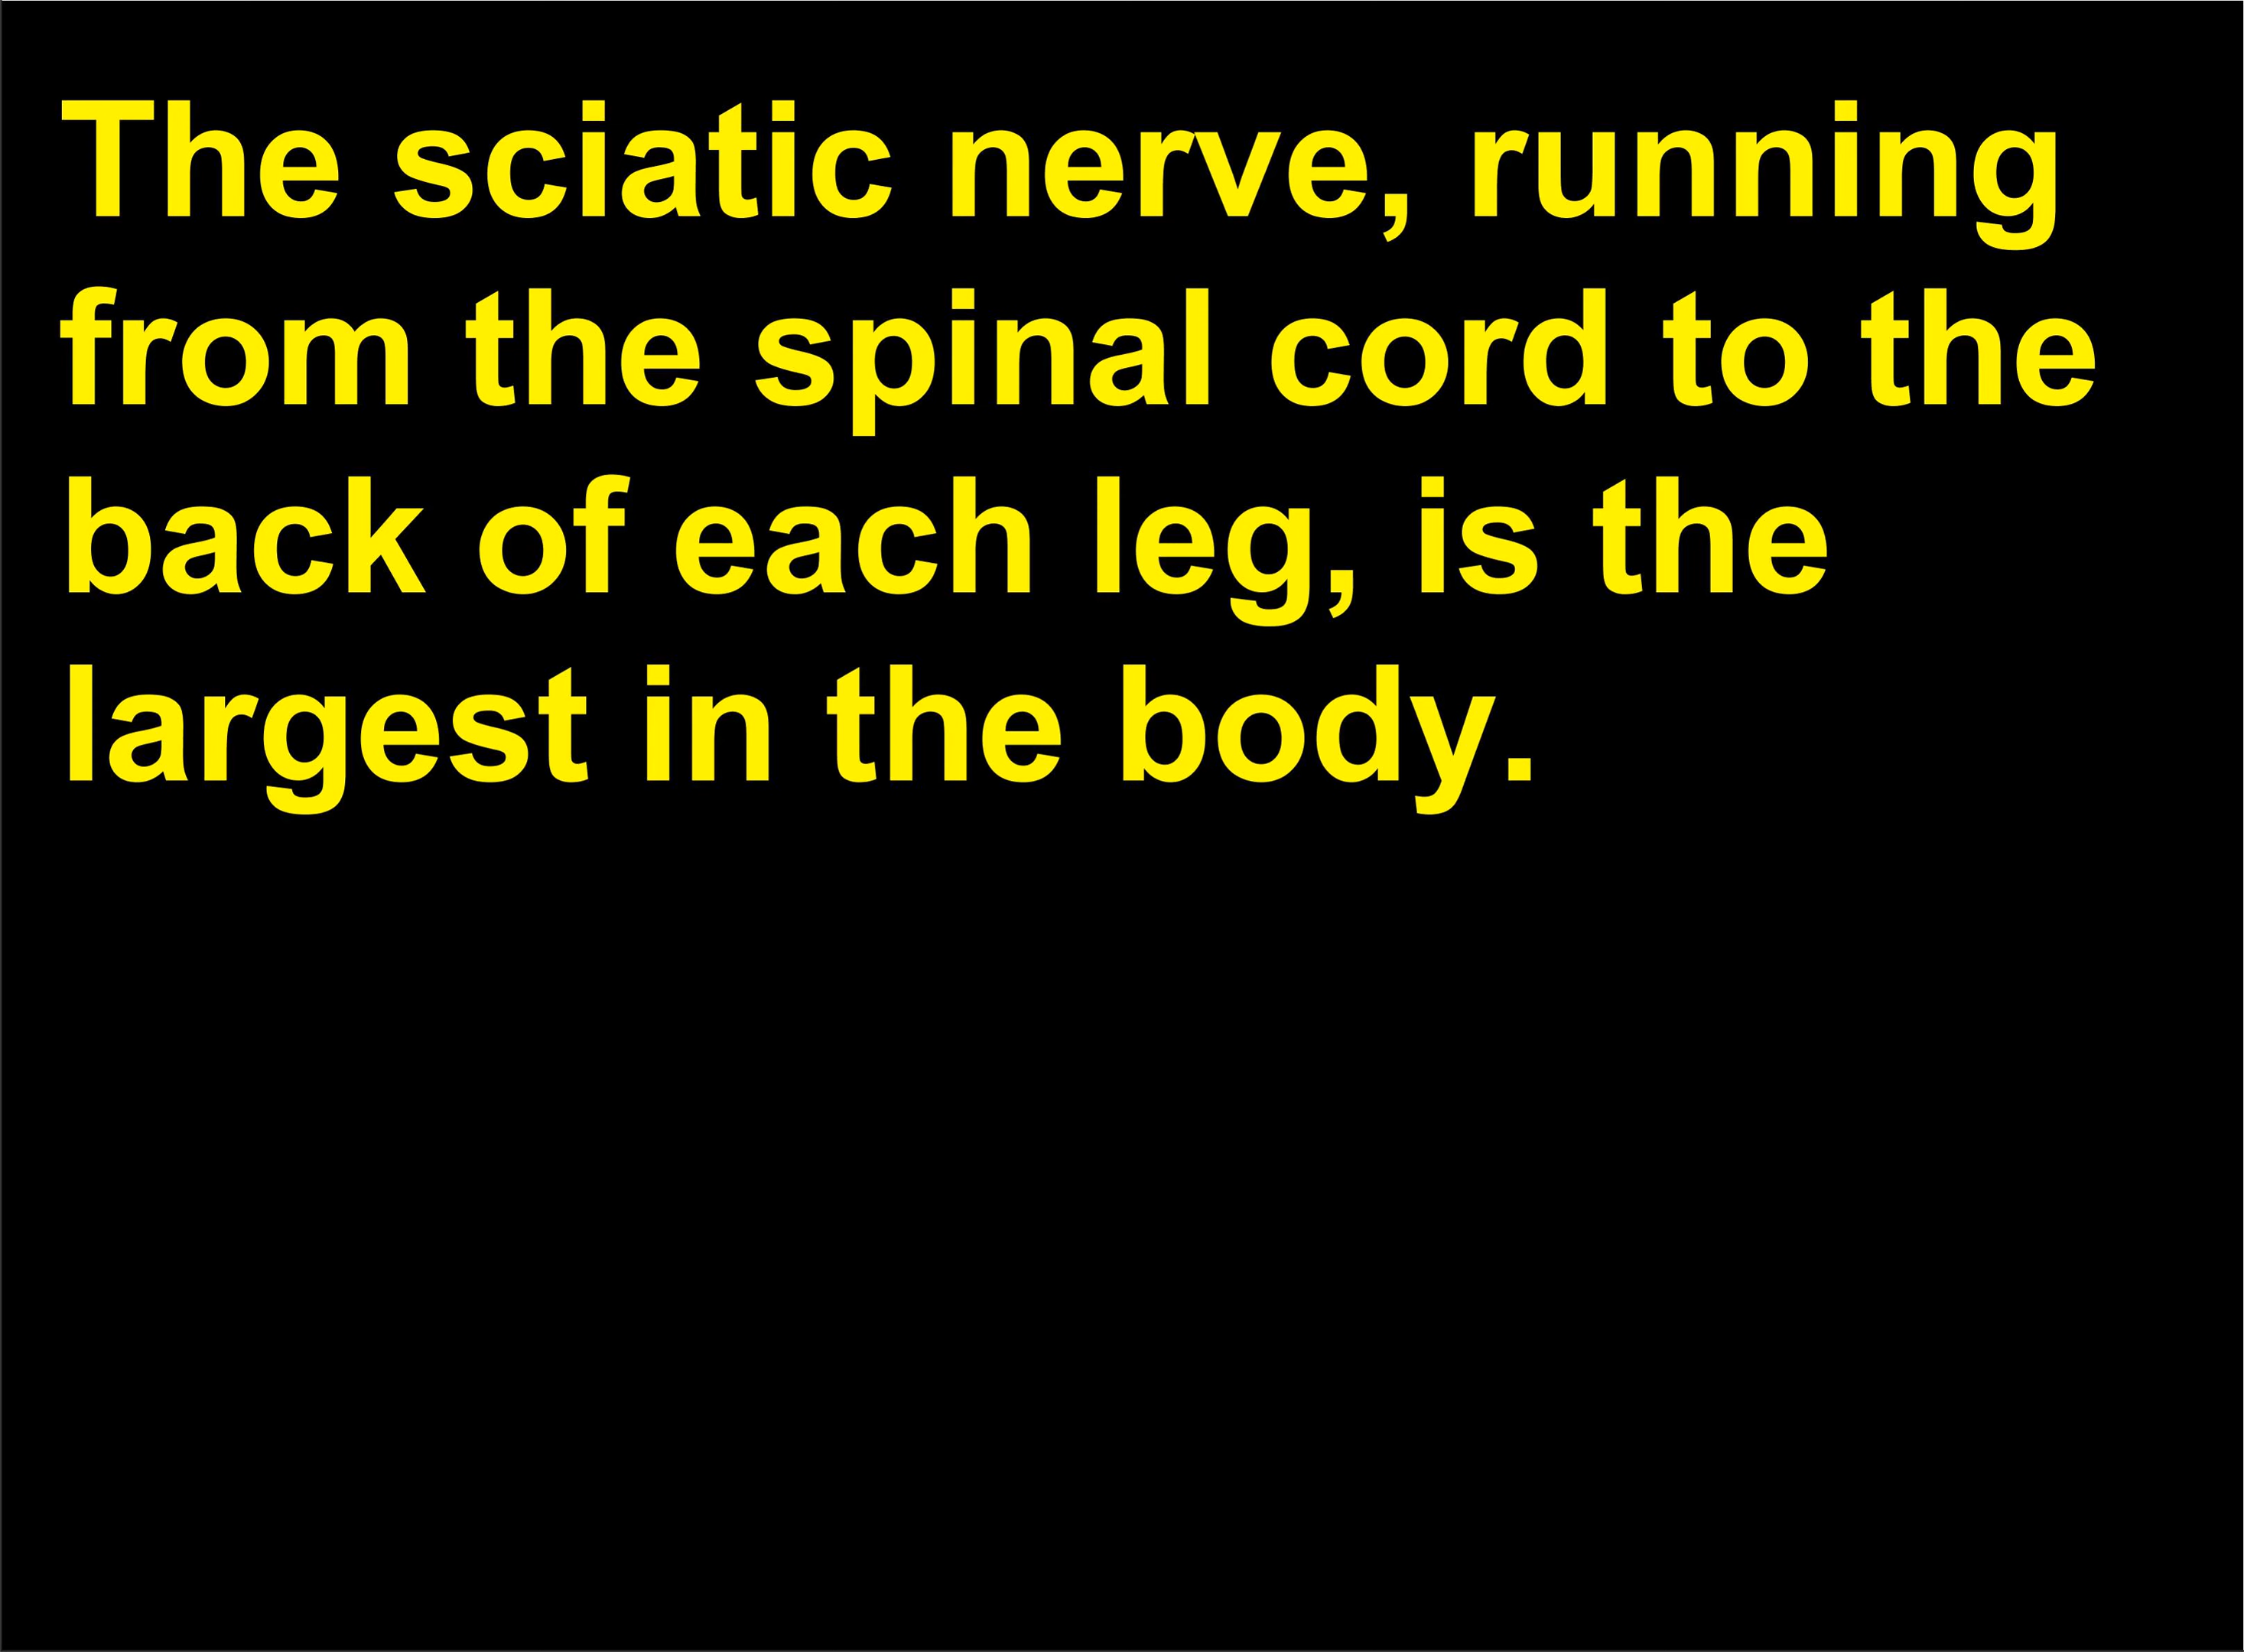 The sciatic nerve, running
from the spinal cord to the
back of each leg, is the
largest in the body.